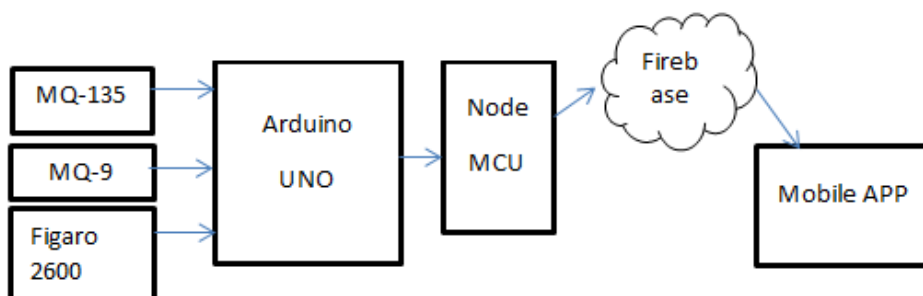 MQ-135
MQ-9
Figaro
2600
Arduino
UNO
Node
MCU
Fireb
ase
Mobile APP